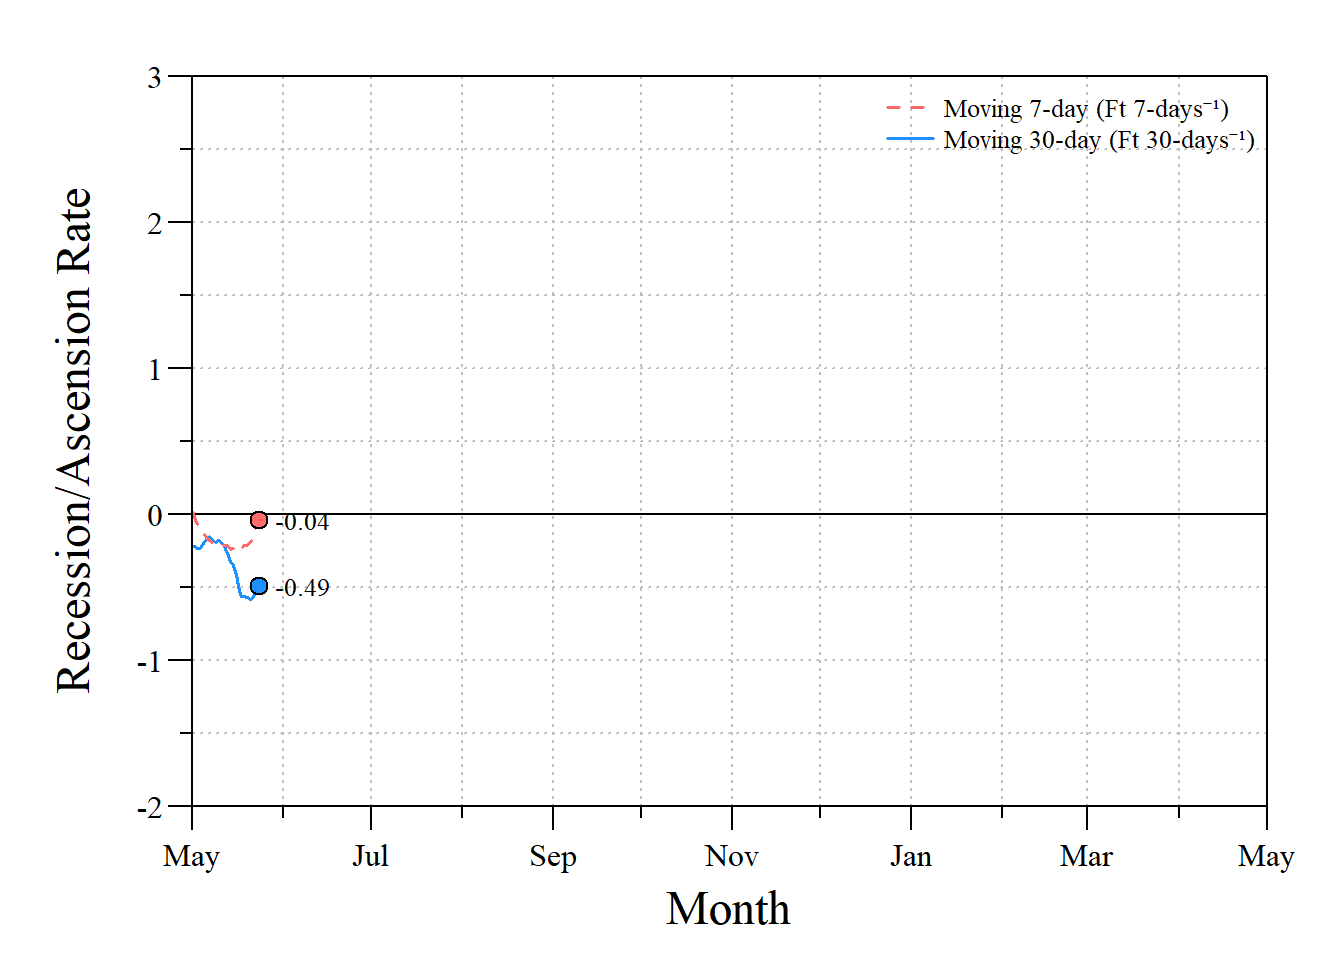 3
2
1
0
-1
-2
Recession/Ascension Rate
Moving 7-day (Ft 7-days⁻¹)
Moving 30-day (Ft 30-days⁻¹)
-0.04
-0.49
May Jul Sep Nov Jan Mar May
Month